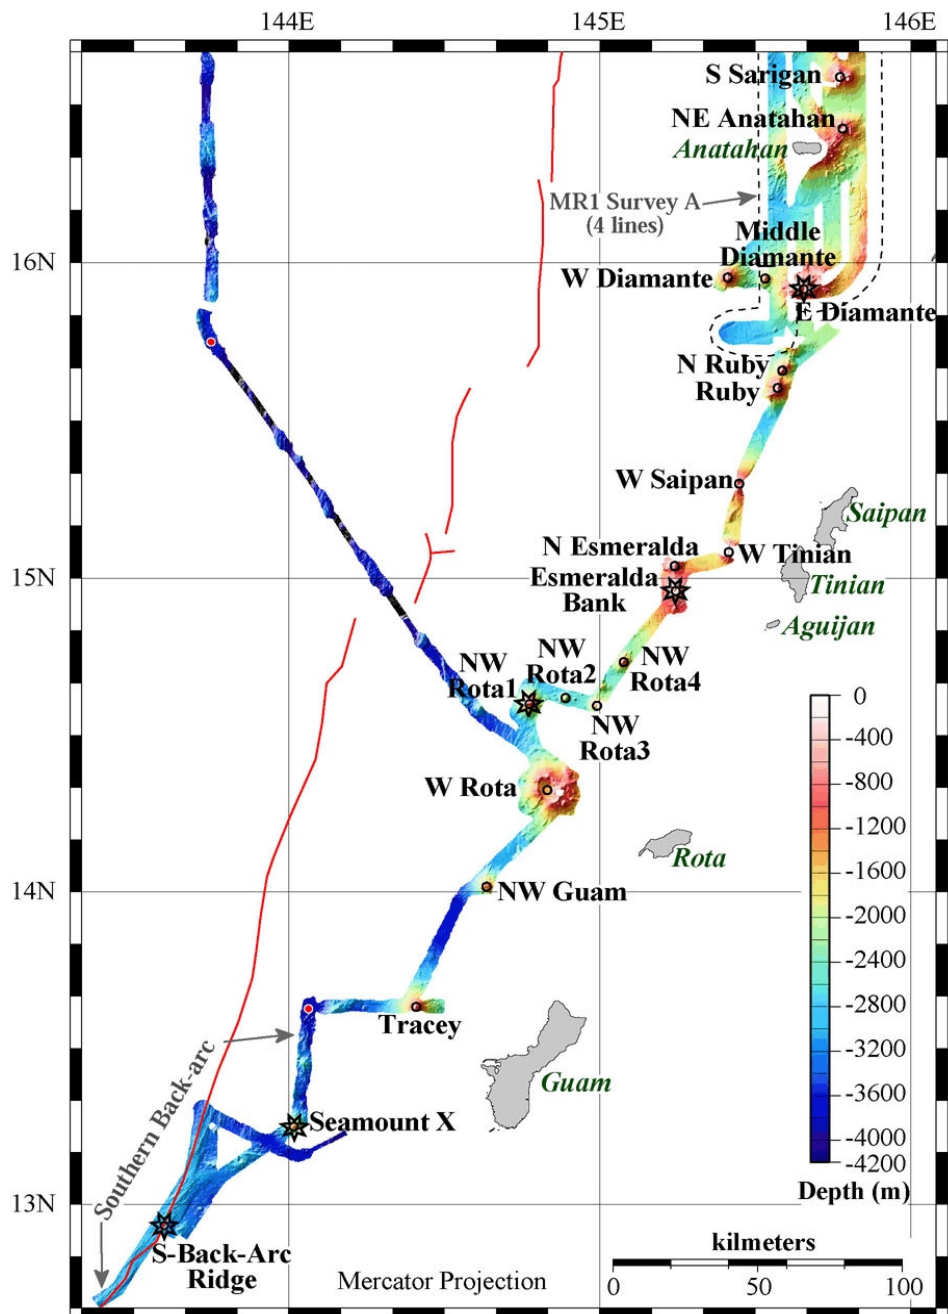 144E
145E
146E
S Sarigan
NE Anatahan
Anatahan
MR1 Survey A
(4 lines)
Middle
Diamante
16N
W Diamante
E Diamante
N Ruby
Ruby
W Saipan
Saipan
N Esmeralda
W Tinian
15N
Esmeralda
Bank
Tinian
Aguijan
NW
Rota1
NW
Rota2
NW
Rota4
NW
Rota3
W Rota
Rota
14N
NW Guam
Tracey
Guam
Southern Back-arc
Seamount X
13N
S-Back-Arc
Ridge
Mercator Projection
0
-400
-800
-1200
-1600
-2000
-2400
-2800
-3200
-3600
-4000
-4200
Depth (m)
kilmeters
0
50
100